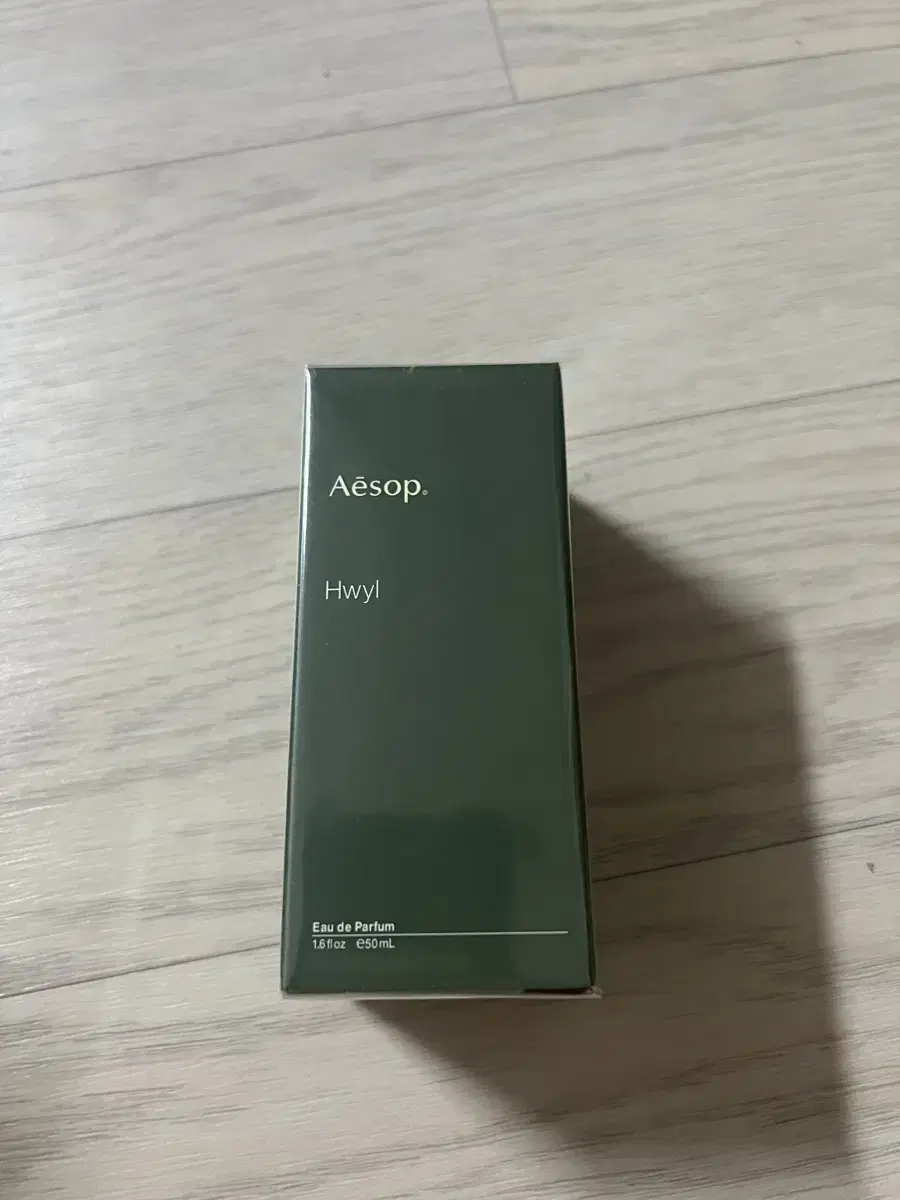 Aēsop®
Hwyl
Eau de Parfum
1.6 fl oz ℮50 mL